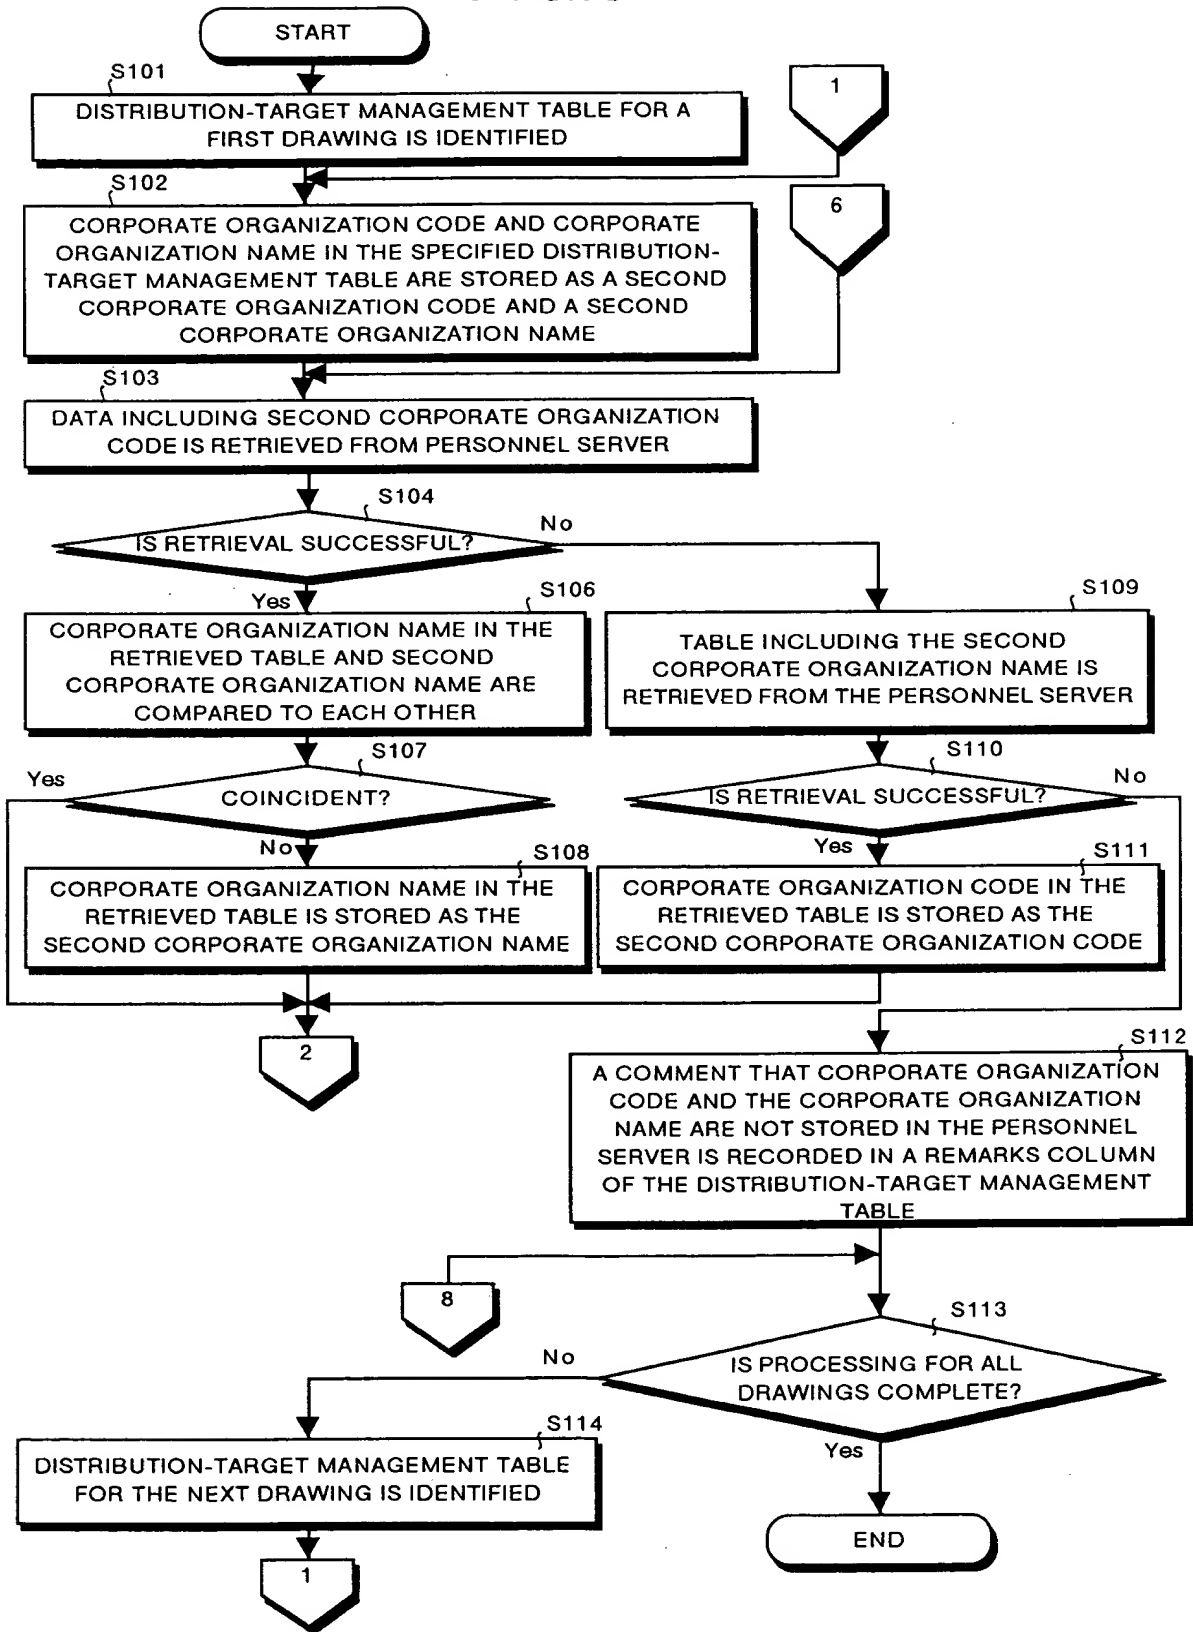 START
S101
DISTRIBUTION-TARGET MANAGEMENT TABLE FOR A
FIRST DRAWING IS IDENTIFIED
1
S102
CORPORATE ORGANIZATION CODE AND CORPORATE
ORGANIZATION NAME IN THE SPECIFIED DISTRIBUTION-
TARGET MANAGEMENT TABLE ARE STORED AS A SECOND
CORPORATE ORGANIZATION CODE AND A SECOND
CORPORATE ORGANIZATION NAME
6
S103
DATA INCLUDING SECOND CORPORATE ORGANIZATION
CODE IS RETRIEVED FROM PERSONNEL SERVER
S104
IS RETRIEVAL SUCCESSFUL?
No
Yes
S106
CORPORATE ORGANIZATION NAME IN THE
RETRIEVED TABLE AND SECOND
CORPORATE ORGANIZATION NAME ARE
COMPARED TO EACH OTHER
S109
TABLE INCLUDING THE SECOND
CORPORATE ORGANIZATION NAME IS
RETRIEVED FROM THE PERSONNEL SERVER
S107
Yes
COINCIDENT?
No
S110
IS RETRIEVAL SUCCESSFUL?
No
Yes
S108
CORPORATE ORGANIZATION NAME IN THE
RETRIEVED TABLE IS STORED AS THE
SECOND CORPORATE ORGANIZATION NAME
S111
CORPORATE ORGANIZATION CODE IN THE
RETRIEVED TABLE IS STORED AS THE
SECOND CORPORATE ORGANIZATION CODE
2
S112
A COMMENT THAT CORPORATE ORGANIZATION
CODE AND THE CORPORATE ORGANIZATION
NAME ARE NOT STORED IN THE PERSONNEL
SERVER IS RECORDED IN A REMARKS COLUMN
OF THE DISTRIBUTION-TARGET MANAGEMENT
TABLE
8
S113
IS PROCESSING FOR ALL
DRAWINGS COMPLETE?
No
Yes
S114
DISTRIBUTION-TARGET MANAGEMENT TABLE
FOR THE NEXT DRAWING IS IDENTIFIED
1
END